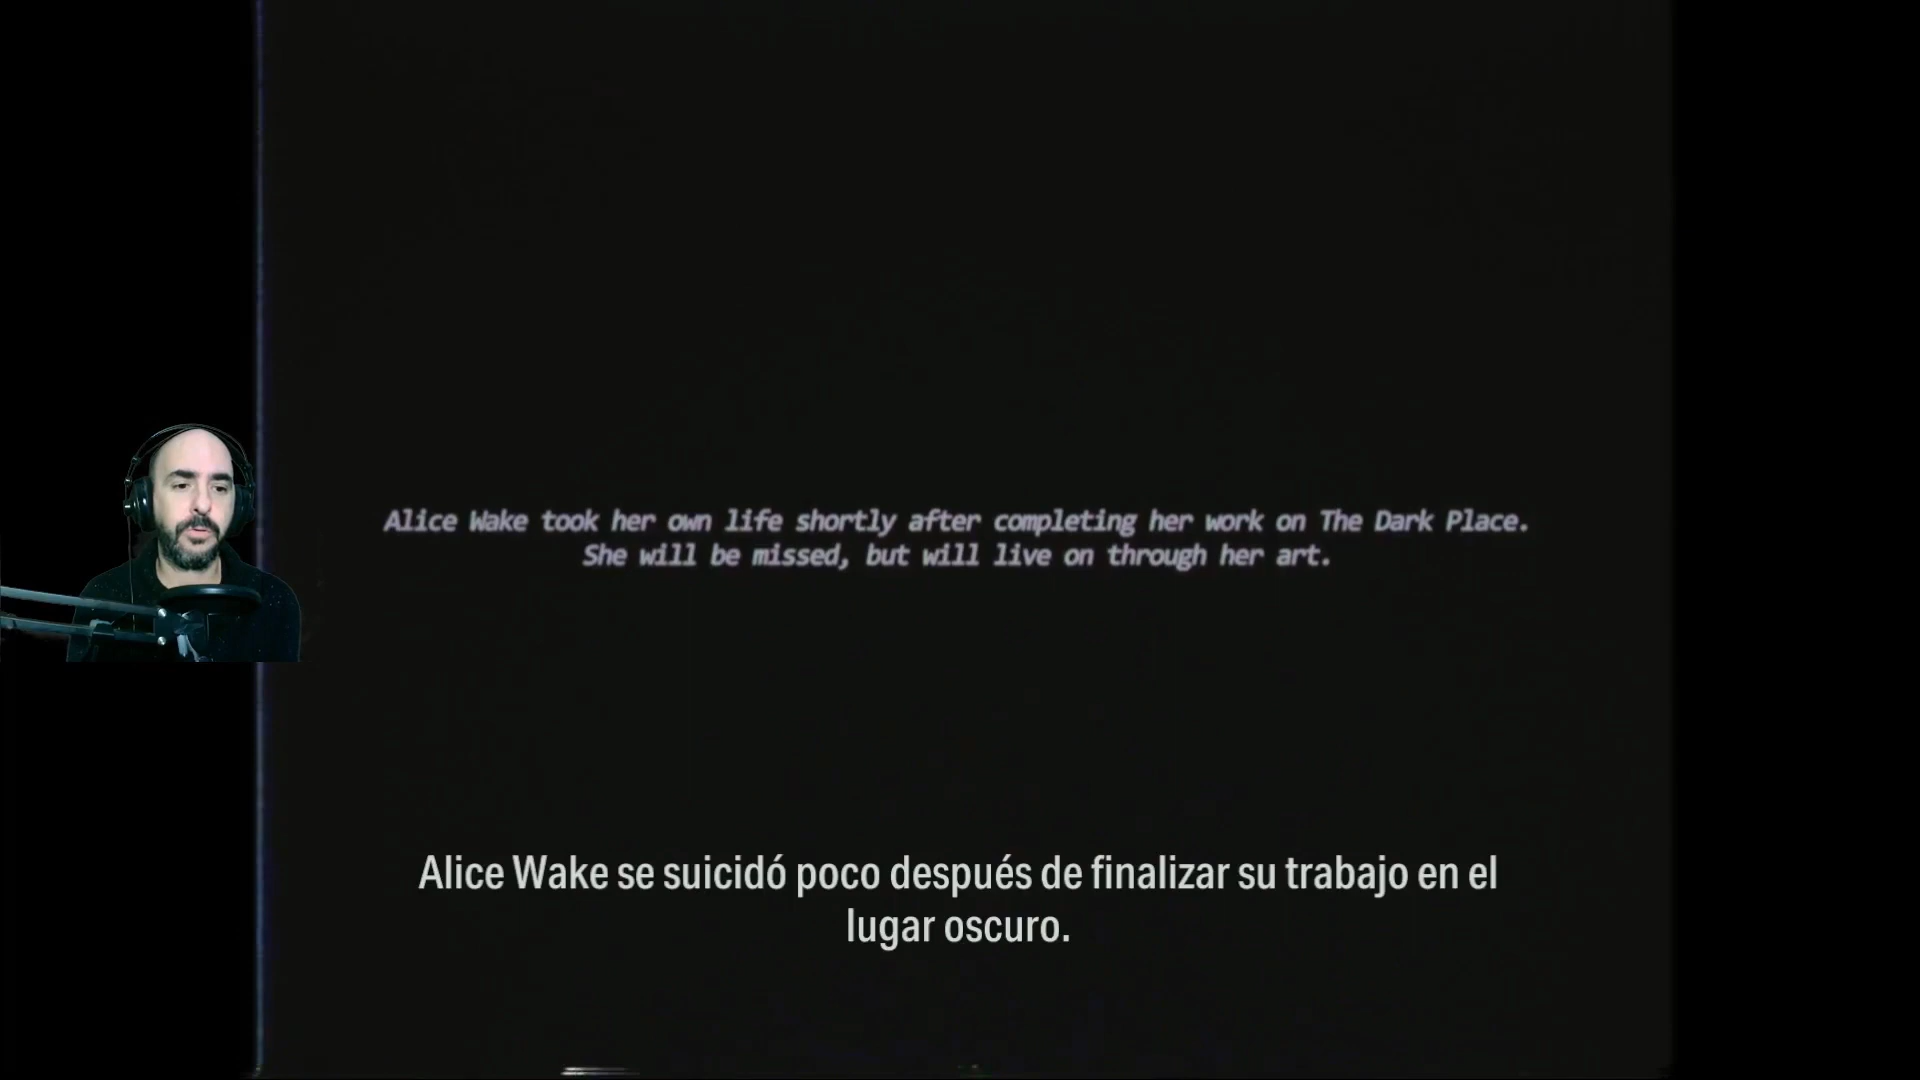 Alice Wake took her own life shortly after completing her work on The Dark Place.
She will be missed, but will live on through her art.
Alice Wake se suicidó poco después de finalizar su trabajo en el
lugar oscuro.